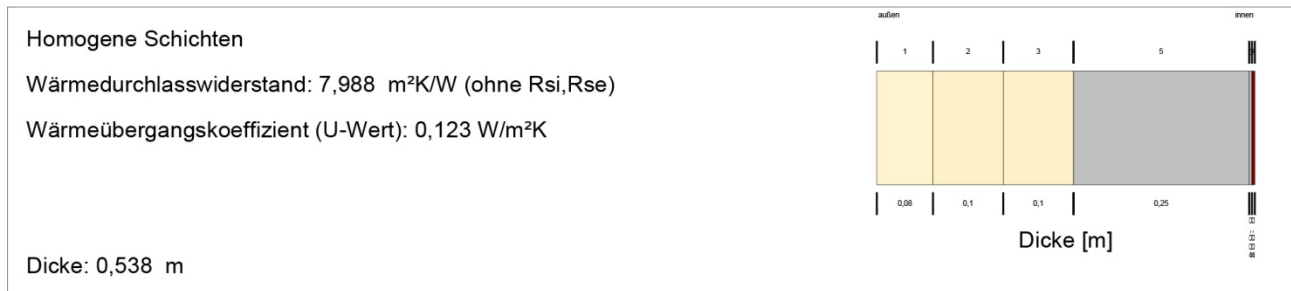 außen innen
Homogene Schichten
1 2 3 5
Wärmedurchlasswiderstand: 7,988 m²K/W (ohne Rsi,Rse)
Wärmeübergangskoeffizient (U-Wert): 0,123 W/m²K
0,08 0,1 0,1 0,25
Dicke [m]
Dicke: 0,538 m